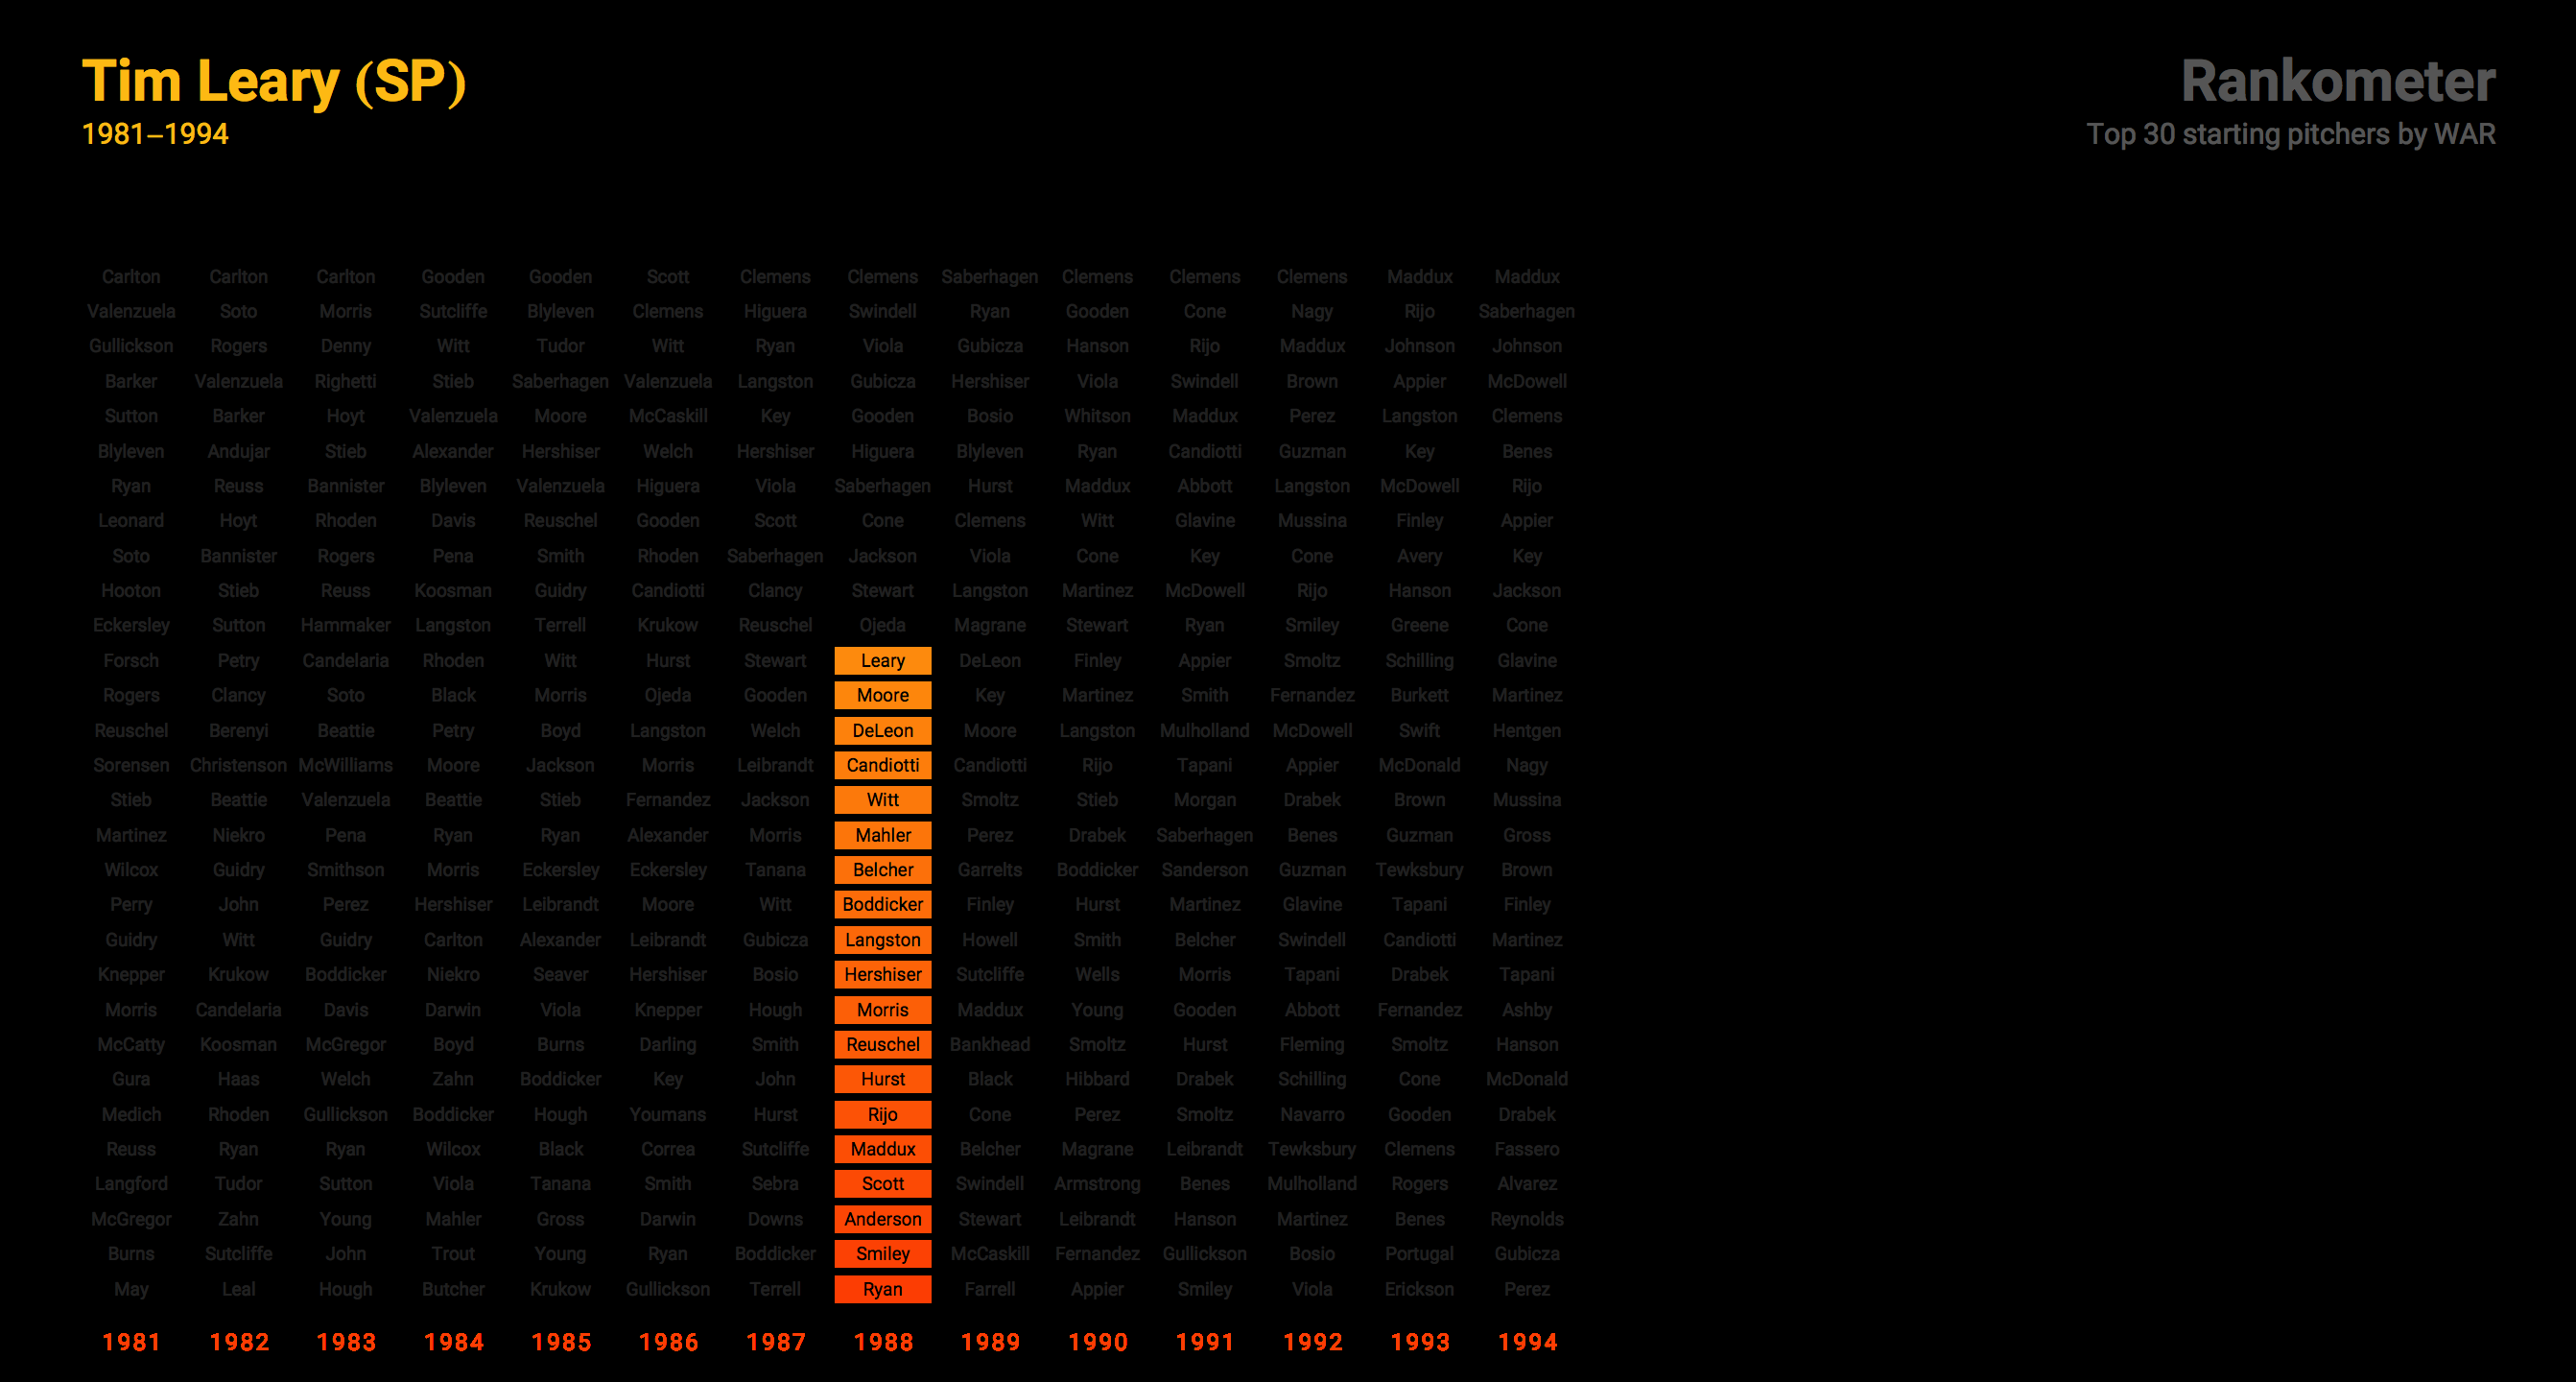 Tim Leary (SP)
1981–1994
Rankometer
Top 30 starting pitchers by WAR
Carlton Carlton Carlton Gooden Gooden Scott Clemens Clemens Saberhagen Clemens Clemens Clemens Maddux Maddux
Valenzuela Soto Morris Sutcliffe Blyleven Clemens Higuera Swindell Ryan Gooden Cone Nagy Rijo Saberhagen
Gullickson Rogers Denny Witt Tudor Witt Ryan Viola Gubicza Hanson Rijo Maddux Johnson Johnson
Barker Valenzuela Righetti Stieb Saberhagen Valenzuela Langston Gubicza Hershiser Viola Swindell Brown Appier McDowell
Sutton Barker Hoyt Valenzuela Moore McCaskill Key Gooden Bosio Whitson Maddux Perez Langston Clemens
Blyleven Andujar Stieb Alexander Hershiser Welch Hershiser Higuera Blyleven Ryan Candiotti Guzman Key Benes
Ryan Reuss Bannister Blyleven Valenzuela Higuera Viola Saberhagen Hurst Maddux Abbott Langston McDowell Rijo
Leonard Hoyt Rhoden Davis Reuschel Gooden Scott Cone Clemens Witt Glavine Mussina Finley Appier
Soto Bannister Rogers Pena Smith Rhoden Saberhagen Jackson Viola Cone Key Cone Avery Key
Hooton Stieb Reuss Koosman Guidry Candiotti Clancy Stewart Langston Martinez McDowell Rijo Hanson Jackson
Eckersley Sutton Hammaker Langston Terrell Krukow Reuschel Ojeda Magrane Stewart Ryan Smiley Greene Cone
Forsch Petry Candelaria Rhoden Witt Hurst Stewart Leary DeLeon Finley Appier Smoltz Schilling Glavine
Rogers Clancy Soto Black Morris Ojeda Gooden Moore Key Martinez Smith Fernandez Burkett Martinez
Reuschel Berenyi Beattie Petry Boyd Langston Welch DeLeon Moore Langston Mulholland McDowell Swift Hentgen
Sorensen Christenson McWilliams Moore Jackson Morris Leibrandt Candiotti Candiotti Rijo Tapani Appier McDonald Nagy
Stieb Beattie Valenzuela Beattie Stieb Fernandez Jackson Witt Smoltz Stieb Morgan Drabek Brown Mussina
Martinez Niekro Pena Ryan Ryan Alexander Morris Mahler Perez Drabek Saberhagen Benes Guzman Gross
Wilcox Guidry Smithson Morris Eckersley Eckersley Tanana Belcher Garrelts Boddicker Sanderson Guzman Tewksbury Brown
Perry John Perez Hershiser Leibrandt Moore Witt Boddicker Finley Hurst Martinez Glavine Tapani Finley
Guidry Witt Guidry Carlton Alexander Leibrandt Gubicza Langston Howell Smith Belcher Swindell Candiotti Martinez
Knepper Krukow Boddicker Niekro Seaver Hershiser Bosio Hershiser Sutcliffe Wells Morris Tapani Drabek Tapani
Morris Candelaria Davis Darwin Viola Knepper Hough Morris Maddux Young Gooden Abbott Fernandez Ashby
McCatty Koosman McGregor Boyd Burns Darling Smith Reuschel Bankhead Smoltz Hurst Fleming Smoltz Hanson
Gura Haas Welch Zahn Boddicker Key John Hurst Black Hibbard Drabek Schilling Cone McDonald
Medich Rhoden Gullickson Boddicker Hough Youmans Hurst Rijo Cone Perez Smoltz Navarro Gooden Drabek
Reuss Ryan Ryan Wilcox Black Correa Sutcliffe Maddux Belcher Magrane Leibrandt Tewksbury Clemens Fassero
Langford Tudor Sutton Viola Tanana Smith Sebra Scott Swindell Armstrong Benes Mulholland Rogers Alvarez
McGregor Zahn Young Mahler Gross Darwin Downs Anderson Stewart Leibrandt Hanson Martinez Benes Reynolds
Burns Sutcliffe John Trout Young Ryan Boddicker Smiley McCaskill Fernandez Gullickson Bosio Portugal Gubicza
May Leal Hough Butcher Krukow Gullickson Terrell Ryan Farrell Appier Smiley Viola Erickson Perez
1981 1982 1983 1984 1985 1986 1987 1988 1989 1990 1991 1992 1993 1994